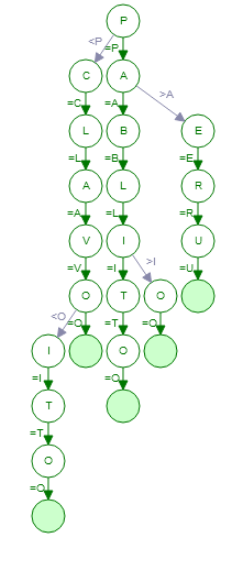 P
<P =P
C A
=C =A >A
L B E
=L =B =E
A L R
=A =L =R
V I U
=V =I >I =U
O T O
<O =O =T =O
I O
=I =O
T
=T
O
=O